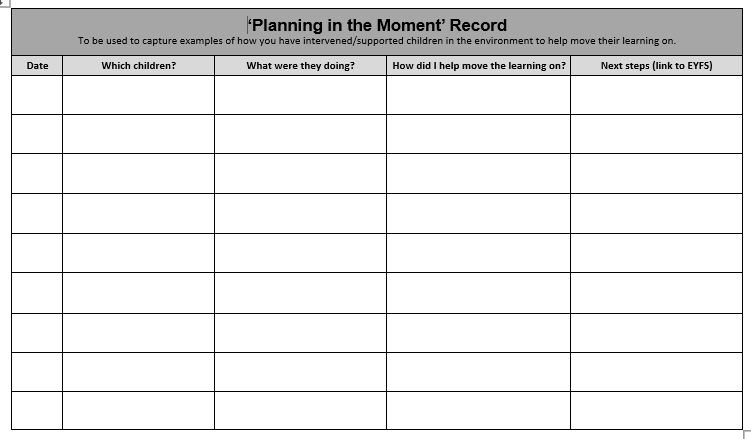 ‘Planning in the Moment’ Record
To be used to capture examples of how you have intervened/supported children in the environment to help move their learning on.
Date Which children? What were they doing? How did I help move the learning on? Next steps (link to EYFS)